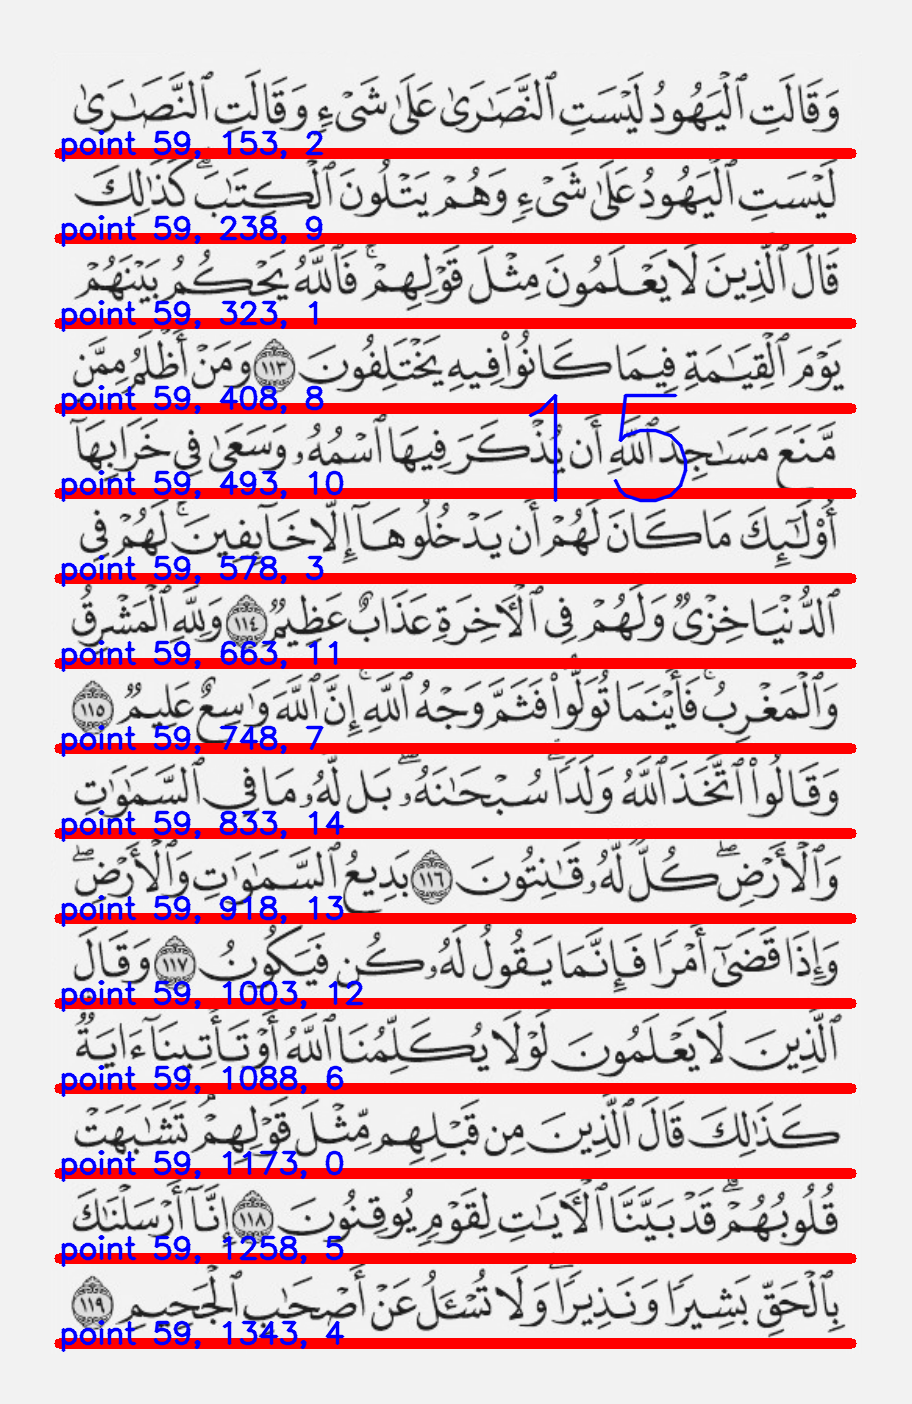 وَقَالَتِ ٱلْيَهُودُ لَيْسَتِ ٱلنَّصَٰرَىٰ عَلَىٰ شَىْءٍ وَقَالَتِ ٱلنَّصَٰرَىٰ
point 59, 153, 2
لَيْسَتِ ٱلْيَهُودُ عَلَىٰ شَىْءٍ وَهُمْ يَتْلُونَ ٱلْكِتَٰبَ ۗ كَذَٰلِكَ
point 59, 238, 9
قَالَ ٱلَّذِينَ لَا يَعْلَمُونَ مِثْلَ قَوْلِهِمْ ۚ فَٱللَّهُ يَحْكُمُ بَيْنَهُمْ
point 59, 323, 1
يَوْمَ ٱلْقِيَٰمَةِ فِيمَا كَانُوا۟ فِيهِ يَخْتَلِفُونَ ١١٣ وَمَنْ أَظْلَمُ مِمَّن
point 59, 408, 8
15
مَّنَعَ مَسَٰجِدَ ٱللَّهِ أَن يُذْكَرَ فِيهَا ٱسْمُهُۥ وَسَعَىٰ فِى خَرَابِهَآ
point 59, 493, 10
أُو۟لَٰٓئِكَ مَا كَانَ لَهُمْ أَن يَدْخُلُوهَآ إِلَّا خَآئِفِينَ ۚ لَهُمْ فِى
point 59, 578, 3
ٱلدُّنْيَا خِزْىٌ وَلَهُمْ فِى ٱلْءَاخِرَةِ عَذَابٌ عَظِيمٌ ١١٤ وَلِلَّهِ ٱلْمَشْرِقُ
point 59, 663, 11
وَٱلْمَغْرِبُ ۚ فَأَيْنَمَا تُوَلُّوا۟ فَثَمَّ وَجْهُ ٱللَّهِ ۚ إِنَّ ٱللَّهَ وَٰسِعٌ عَلِيمٌ ١١٥
point 59, 748, 7
وَقَالُوا۟ ٱتَّخَذَ ٱللَّهُ وَلَدًا ۗ سُبْحَٰنَهُۥ ۖ بَل لَّهُۥ مَا فِى ٱلسَّمَٰوَٰتِ
point 59, 833, 14
وَٱلْأَرْضِ ۖ كُلٌّ لَّهُۥ قَٰنِتُونَ ١١٦ بَدِيعُ ٱلسَّمَٰوَٰتِ وَٱلْأَرْضِ ۖ
point 59, 918, 13
وَإِذَا قَضَىٰٓ أَمْرًا فَإِنَّمَا يَقُولُ لَهُۥ كُن فَيَكُونُ ١١٧ وَقَالَ
point 59, 1003, 12
ٱلَّذِينَ لَا يَعْلَمُونَ لَوْلَا يُكَلِّمُنَا ٱللَّهُ أَوْ تَأْتِينَآ ءَايَةٌ
point 59, 1088, 6
كَذَٰلِكَ قَالَ ٱلَّذِينَ مِن قَبْلِهِم مِّثْلَ قَوْلِهِمْ ۘ تَشَٰبَهَتْ
point 59, 1173, 0
قُلُوبُهُمْ ۗ قَدْ بَيَّنَّا ٱلْءَايَٰتِ لِقَوْمٍ يُوقِنُونَ ١١٨ إِنَّآ أَرْسَلْنَٰكَ
point 59, 1258, 5
بِٱلْحَقِّ بَشِيرًا وَنَذِيرًا ۖ وَلَا تُسْـَٔلُ عَنْ أَصْحَٰبِ ٱلْجَحِيمِ ١١٩
point 59, 1343, 4